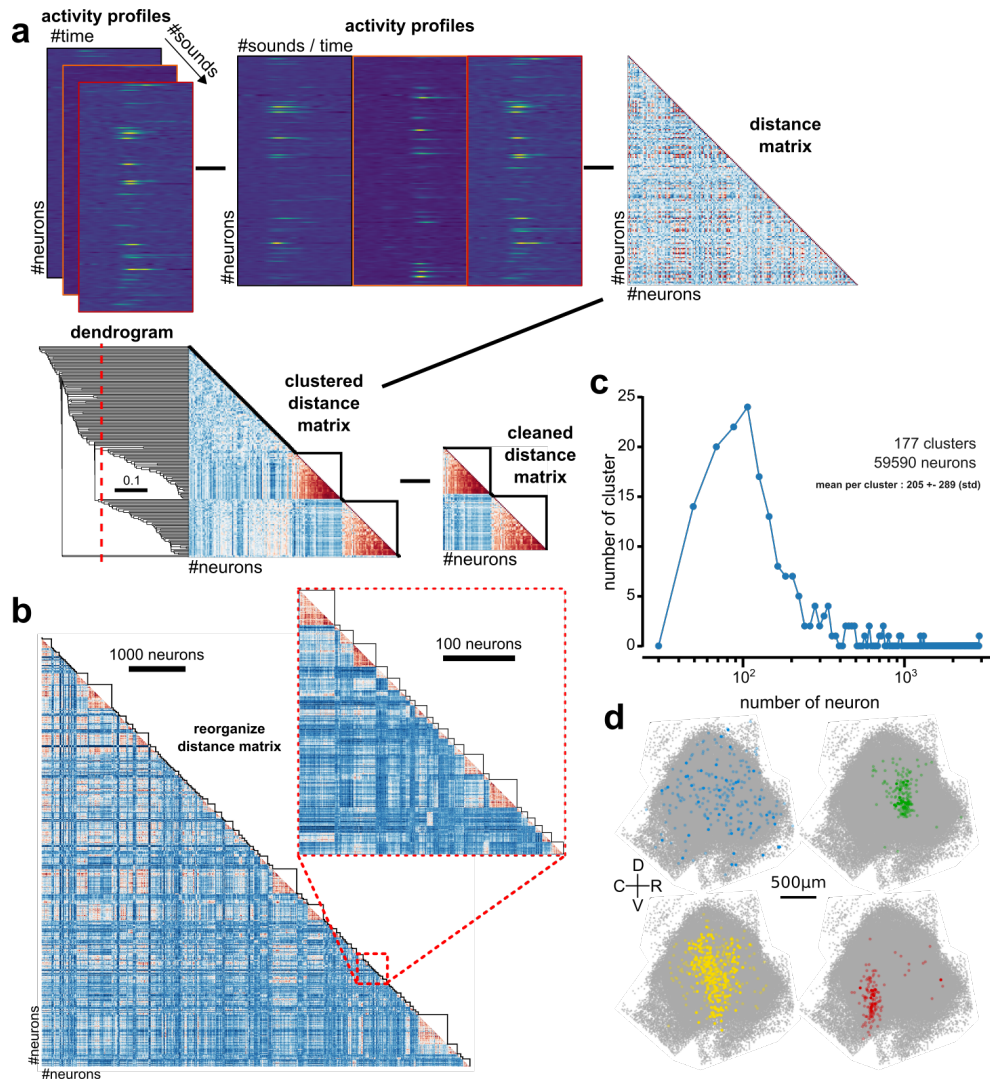 a
activity profiles
#time
#sounds
#neurons
activity profiles
#sounds / time
#neurons
distance
matrix
#neurons
#neurons
dendrogram
0.1
clustered
distance
matrix
#neurons
cleaned
distance
matrix
#neurons
b
1000 neurons
reorganize
distance matrix
100 neurons
#neurons
#neurons
c
number of cluster
25
20
15
10
5
0
177 clusters
59590 neurons
mean per cluster : 205 +- 289 (std)
10²
10³
number of neuron
d
D
C
R
V
500µm